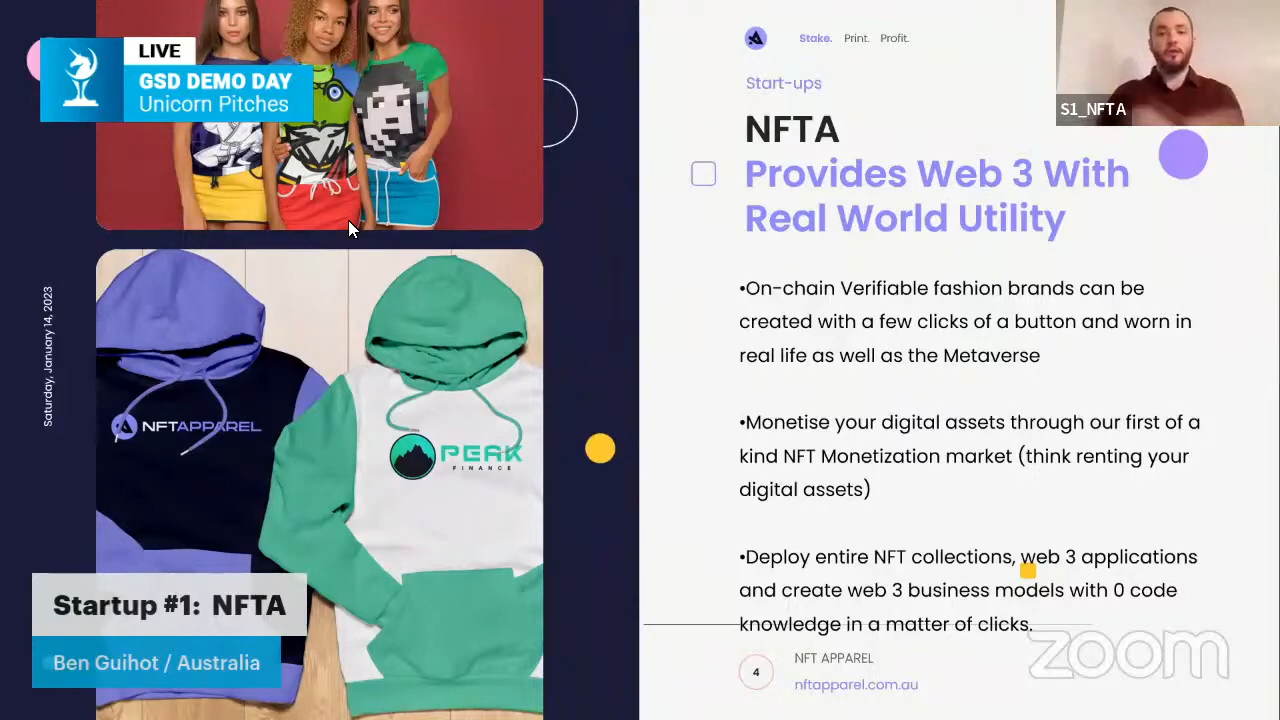 LIVE
GSD DEMO DAY
Unicorn Pitches
Saturday, January 14, 2023
NFTAPPAREL
PEAK
FINANCE
Startup #1: NFTA
Ben Guihot / Australia
Stake. Print. Profit.
Start-ups
NFTA
Provides Web 3 With
Real World Utility
•On-chain Verifiable fashion brands can be
created with a few clicks of a button and worn in
real life as well as the Metaverse
•Monetise your digital assets through our first of a
kind NFT Monetization market (think renting your
digital assets)
•Deploy entire NFT collections, web 3 applications
and create web 3 business models with 0 code
knowledge in a matter of clicks.
4
NFT APPAREL
nftapparel.com.au
S1_NFTA
zoom